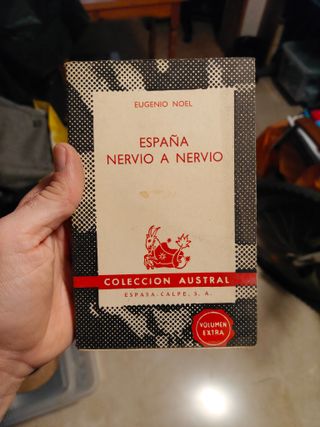 EUGENIO NOEL
ESPAÑA
NERVIO A NERVIO
COLECCION AUSTRAL
ESPASA-CALPE, S. A.
VOLUMEN
EXTRA